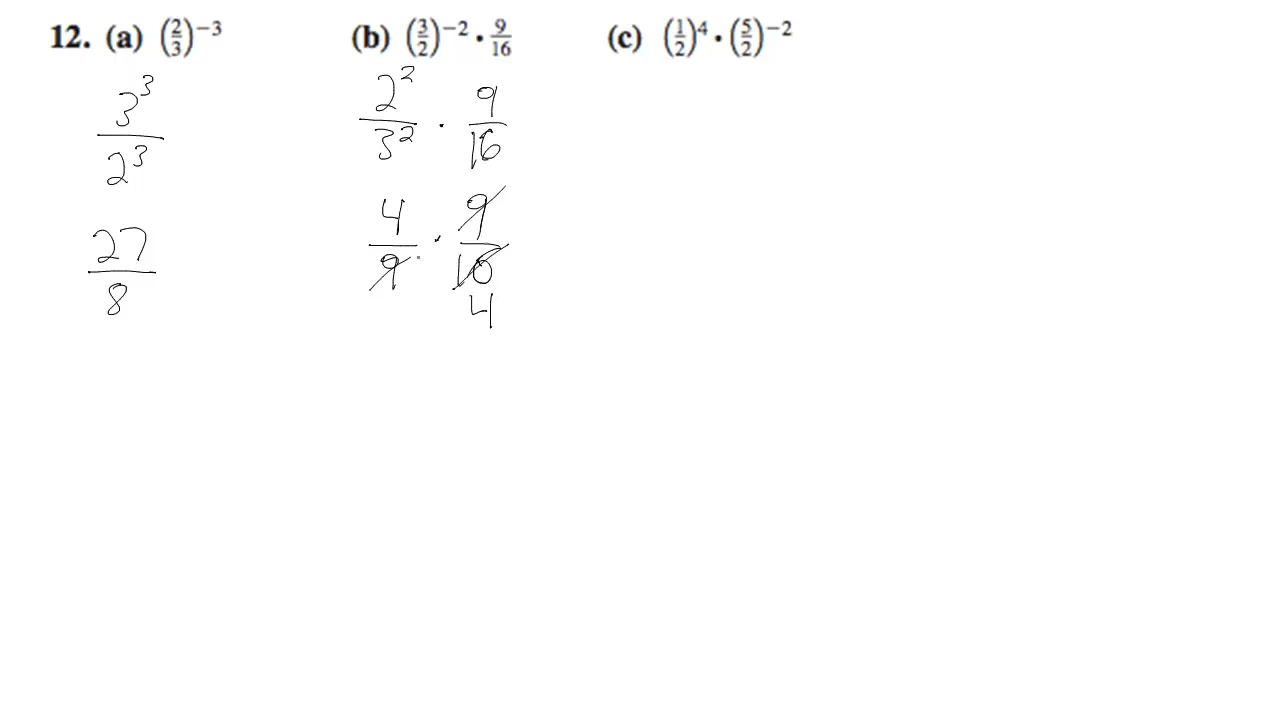 12. (a) (2/3)^−3 (b) (3/2)^−2 · 9/16 (c) (1/2)^4 · (5/2)^−2
3^3/2^3
27/8
2^2/3^2 · 9/16
4/9 · 9/16
4